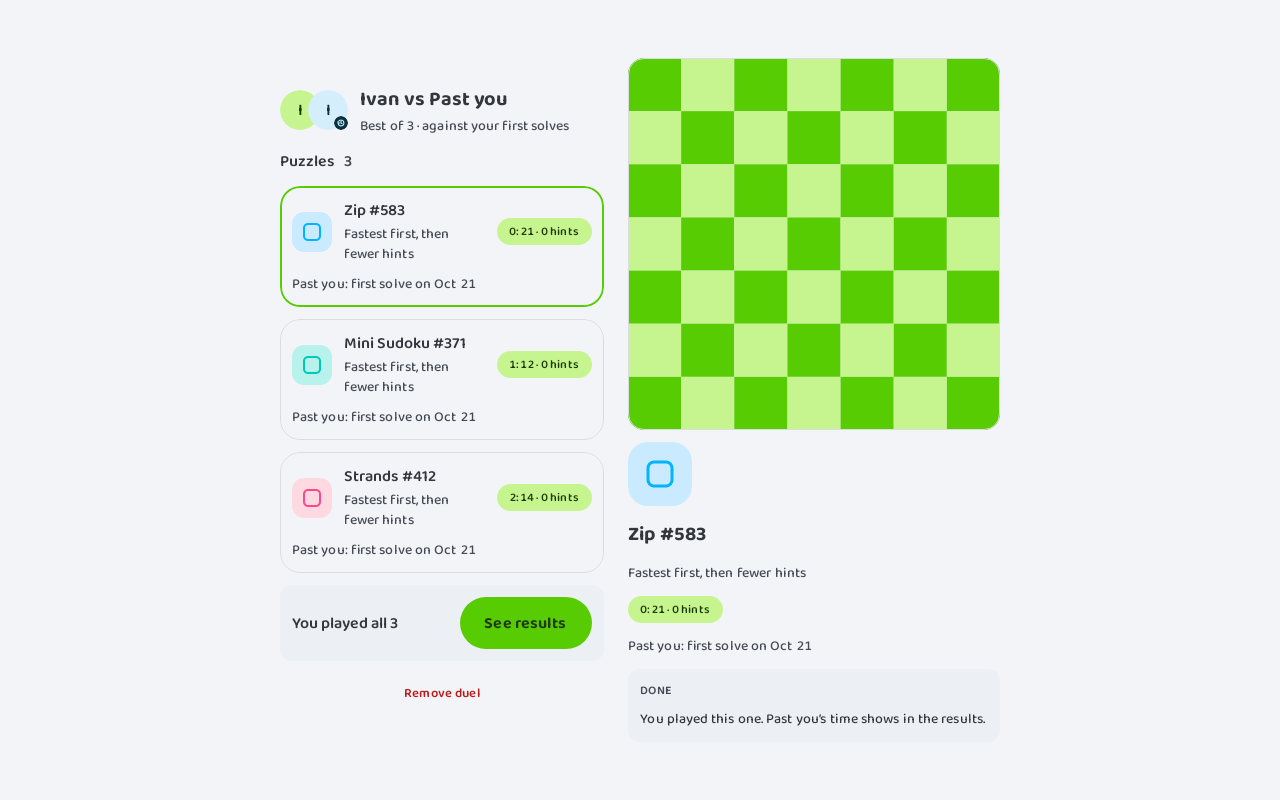 I
I
Ivan vs Past you
Best of 3 · against your first solves
Puzzles 3
Zip #583
Fastest first, then
fewer hints
0:21 · 0 hints
Past you: first solve on Oct 21
Mini Sudoku #371
Fastest first, then
fewer hints
1:12 · 0 hints
Past you: first solve on Oct 21
Strands #412
Fastest first, then
fewer hints
2:14 · 0 hints
Past you: first solve on Oct 21
You played all 3
See results
Remove duel
Zip #583
Fastest first, then fewer hints
0:21 · 0 hints
Past you: first solve on Oct 21
DONE
You played this one. Past you's time shows in the results.